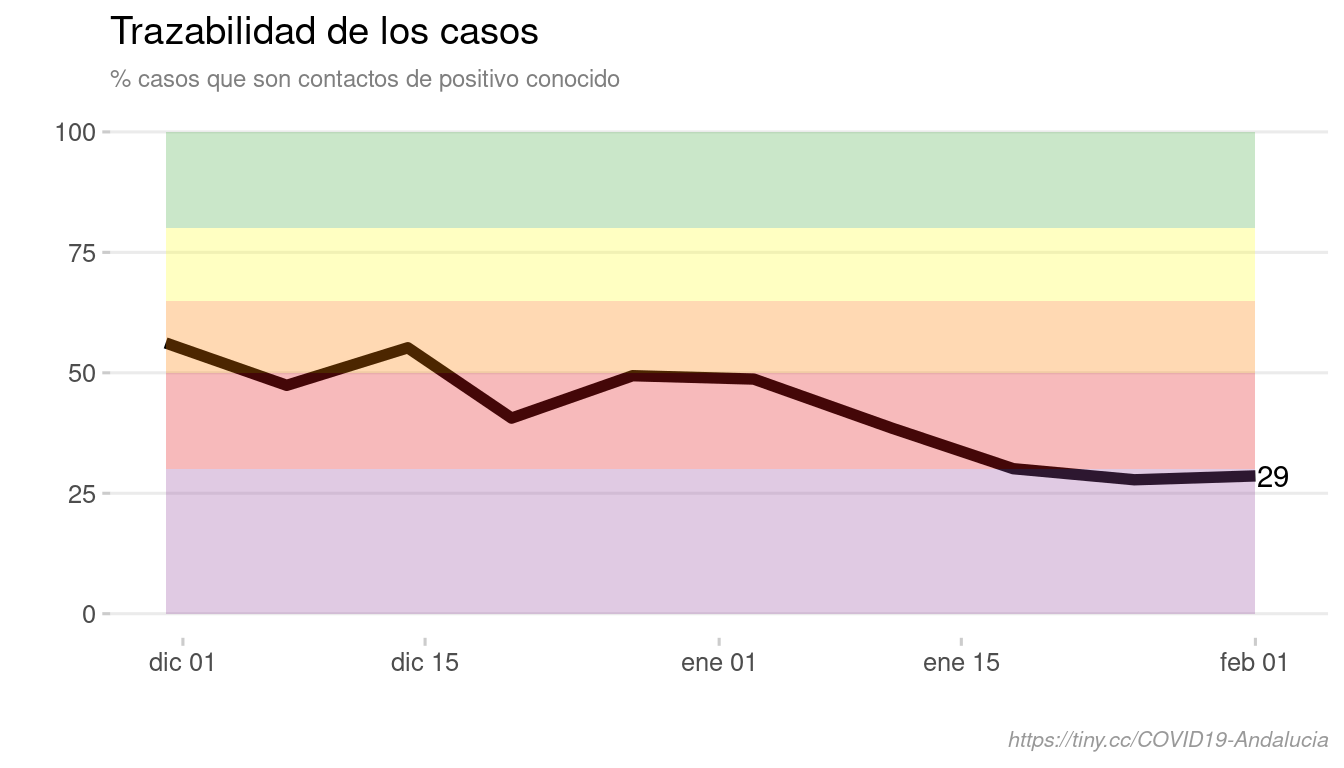 Trazabilidad de los casos
% casos que son contactos de positivo conocido
100
75
50
25
0
29
dic 01
dic 15
ene 01
ene 15
feb 01
https://tiny.cc/COVID19-Andalucia